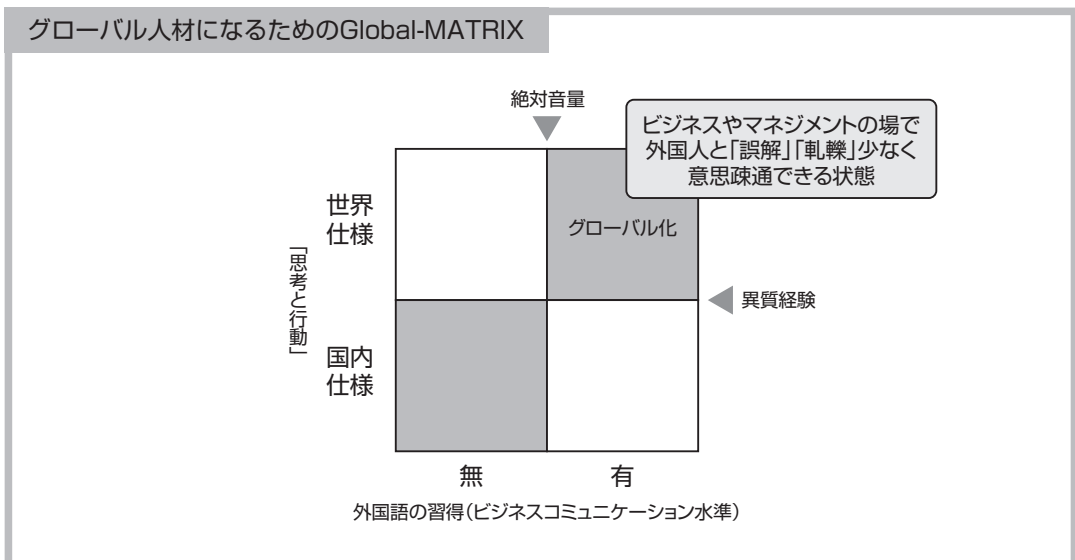 グローバル人材になるためのGlobal-MATRIX
絶対音量
ビジネスやマネジメントの場で
外国人と「誤解」「軋轢」少なく
意思疎通できる状態
世界
仕様
グローバル化
「思考と行動」
異質経験
国内
仕様
無
有
外国語の習得(ビジネスコミュニケーション水準)